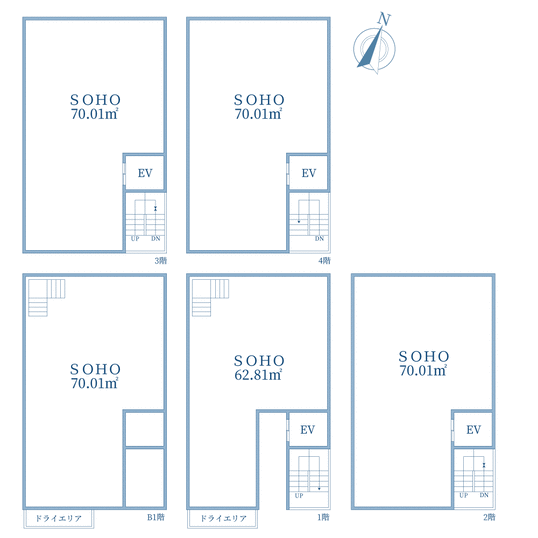 N
SOHO
70.01㎡
EV
UP DN
3階
SOHO
70.01㎡
EV
DN
4階
SOHO
70.01㎡
ドライエリア
B1階
SOHO
62.81㎡
EV
UP
ドライエリア
1階
SOHO
70.01㎡
EV
UP DN
2階